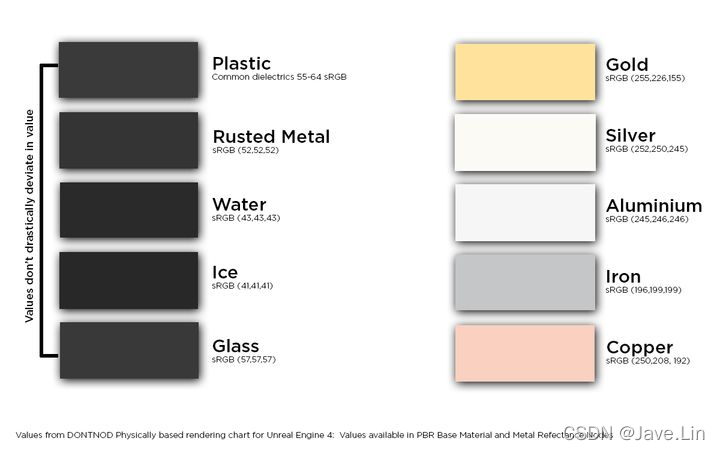 Values don't drastically deviate in value
Plastic
Common dielectrics 55-64 sRGB
Rusted Metal
sRGB (52,52,52)
Water
sRGB (43,43,43)
Ice
sRGB (41,41,41)
Glass
sRGB (57,57,57)
Gold
sRGB (255,226,155)
Silver
sRGB (252,250,245)
Aluminium
sRGB (245,246,246)
Iron
sRGB (196,199,199)
Copper
sRGB (250,208, 192)
Values from DONTNOD Physically based rendering chart for Unreal Engine 4: Values available in PBR Base Material and Metal Refectance Nodes
CSDN @Jave.Lin